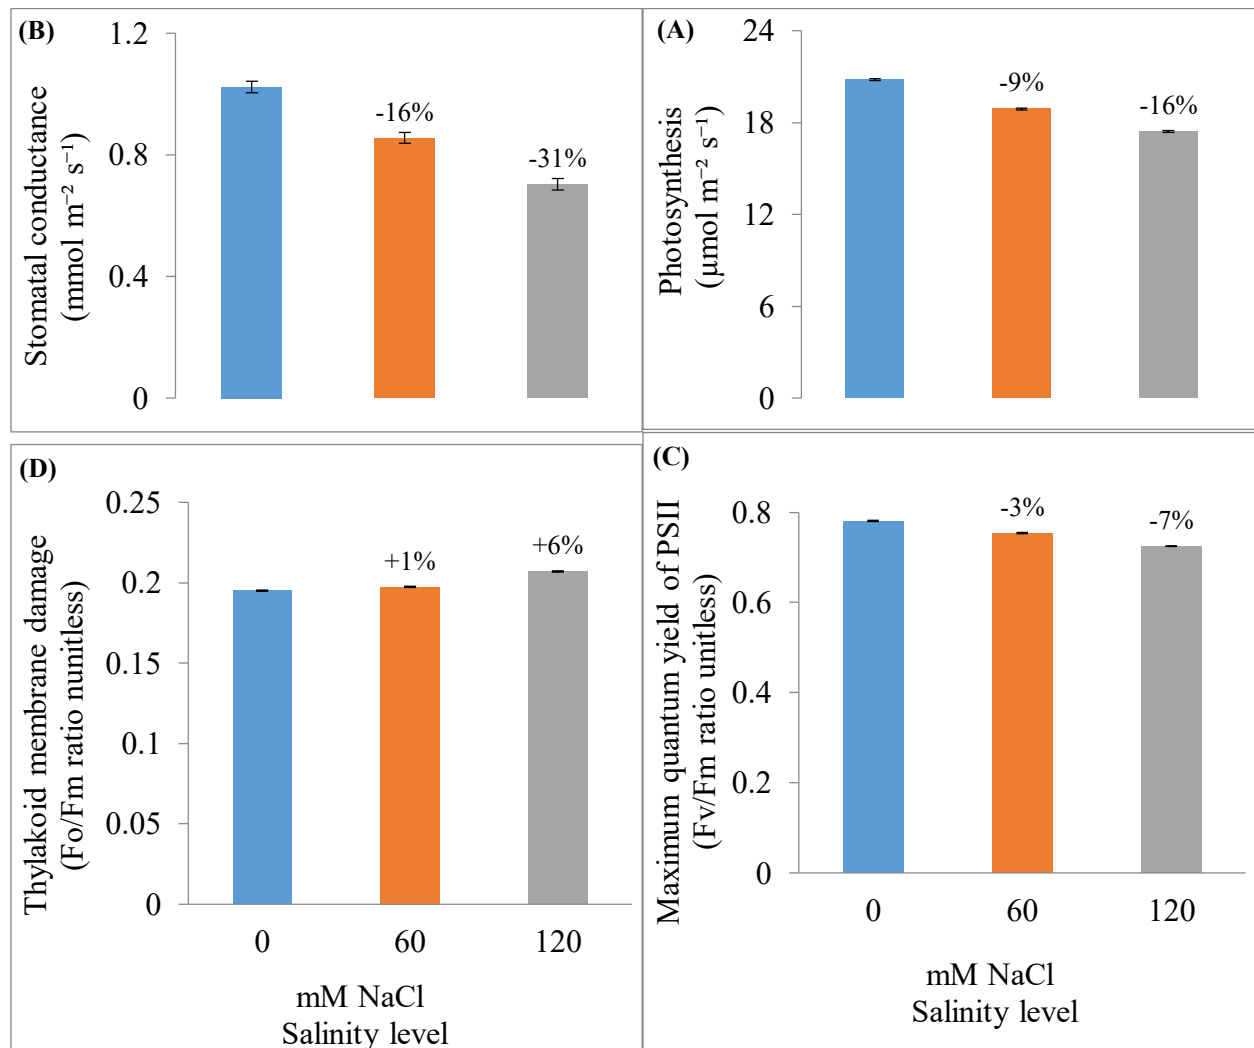 (B)
Stomatal conductance
(mmol m⁻² s⁻¹)
1.2
0.8
0.4
0
-16%
-31%
(A)
Photosynthesis
(µmol m⁻² s⁻¹)
24
18
12
6
0
-9%
-16%
(D)
Thylakoid membrane damage
(Fo/Fm ratio nunitless)
0.25
0.2
0.15
0.1
0.05
0
+1%
+6%
0 60 120
mM NaCl
Salinity level
(C)
Maximum quantum yield of PSII
(Fv/Fm ratio unitless)
0.8
0.6
0.4
0.2
0
-3%
-7%
0 60 120
mM NaCl
Salinity level